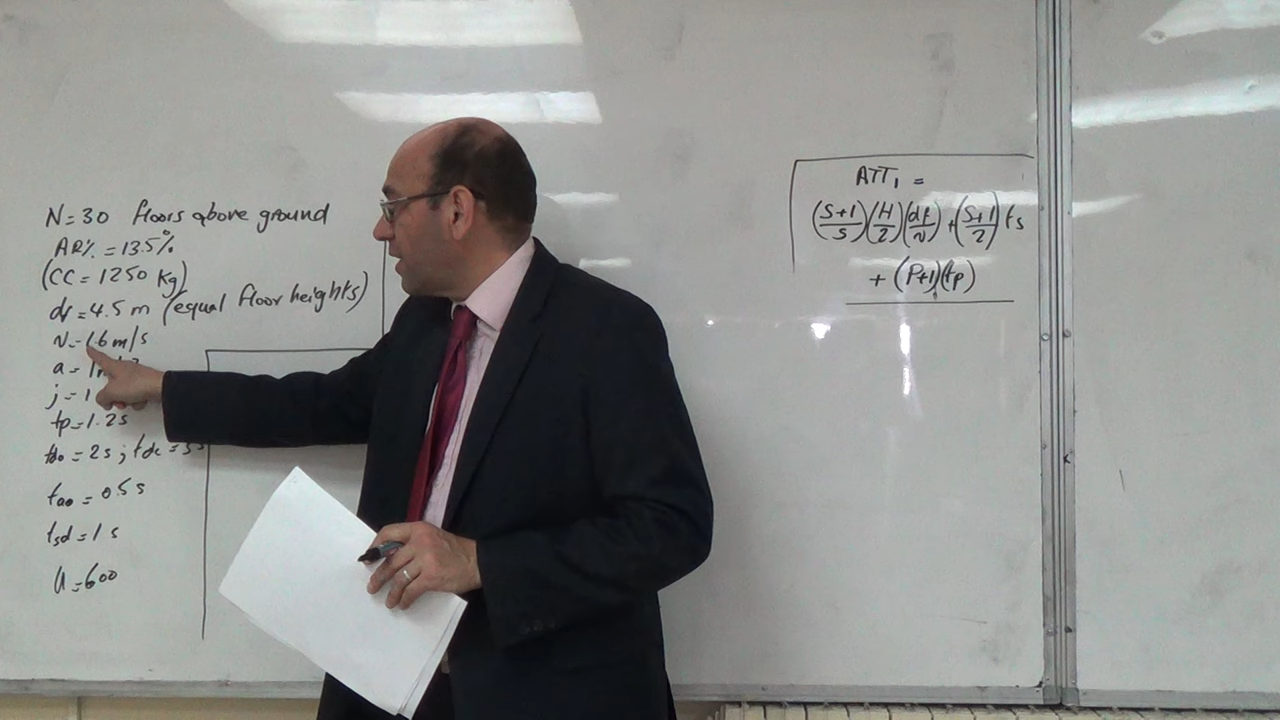 N=30 floors above ground
AR% = 13.5%
(CC = 1250 kg)
df = 4.5 m (equal floor heights)
v = 1.6 m/s
a = 1
j = 1
tp = 1.2s
tdo = 2s ; tdc = 3s
tao = 0.5 s
tsd = 1 s
U = 600
ATT1 =
(S+1/S)(H/2)(df/v) + (S+1/2) ts
+ (P+1)(tp)